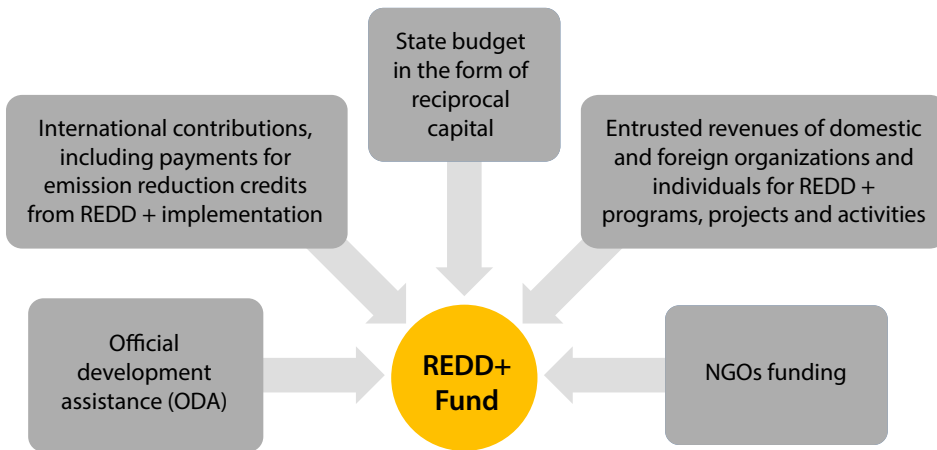 State budget
in the form of
reciprocal
capital
International contributions,
including payments for
emission reduction credits
from REDD + implementation
Entrusted revenues of domestic
and foreign organizations and
individuals for REDD +
programs, projects and activities
Official
development
assistance (ODA)
REDD+
Fund
NGOs funding